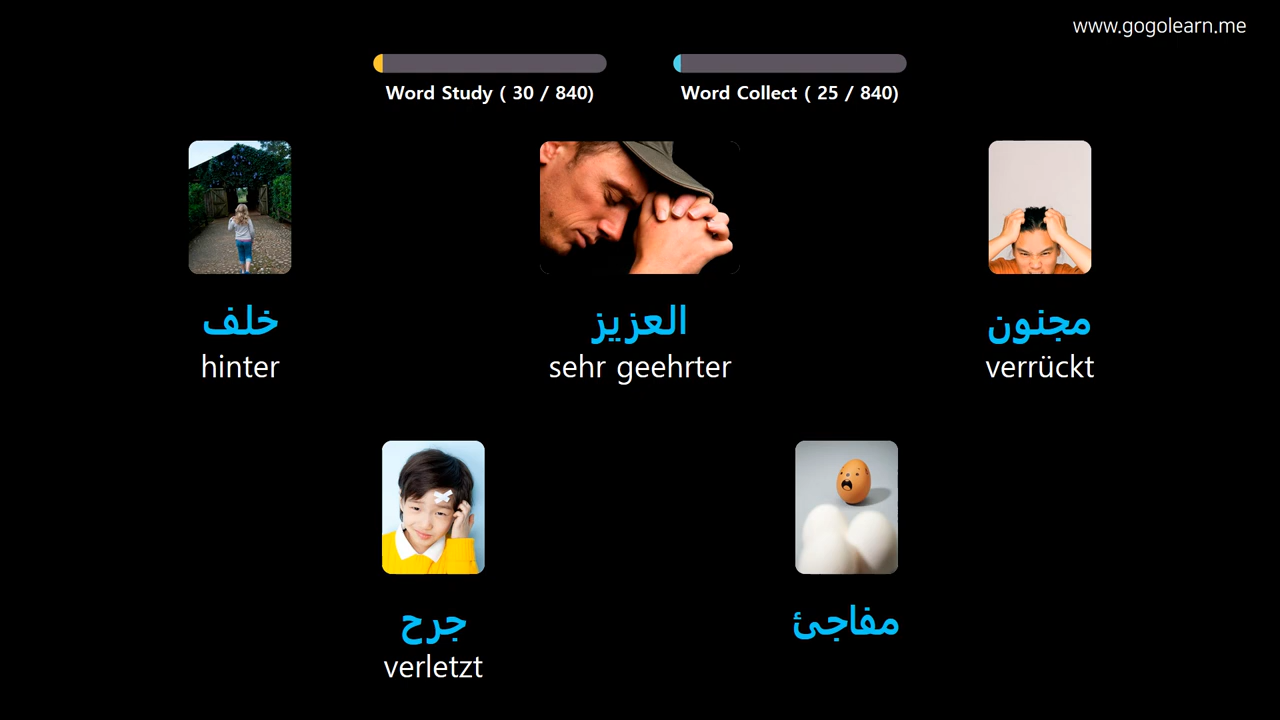 www.gogolearn.me
Word Study ( 30 / 840)
Word Collect ( 25 / 840)
خلف
hinter
العزيز
sehr geehrter
مجنون
verrückt
جرح
verletzt
مفاجئ